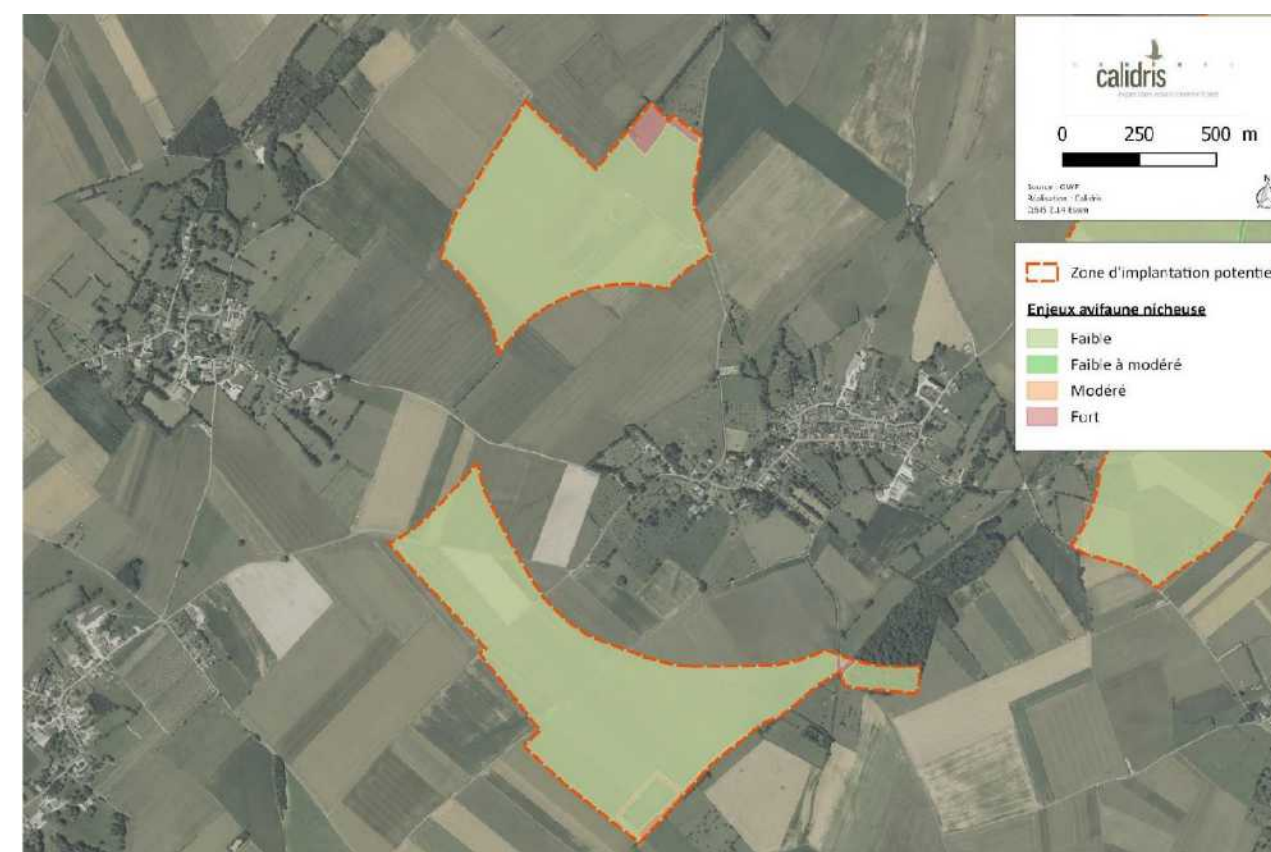 calidris
0 250 500 m
N
Zone d'implantation potentie
Enjeux avifaune nicheuse
Faible
Faible à modéré
Modéré
Fort